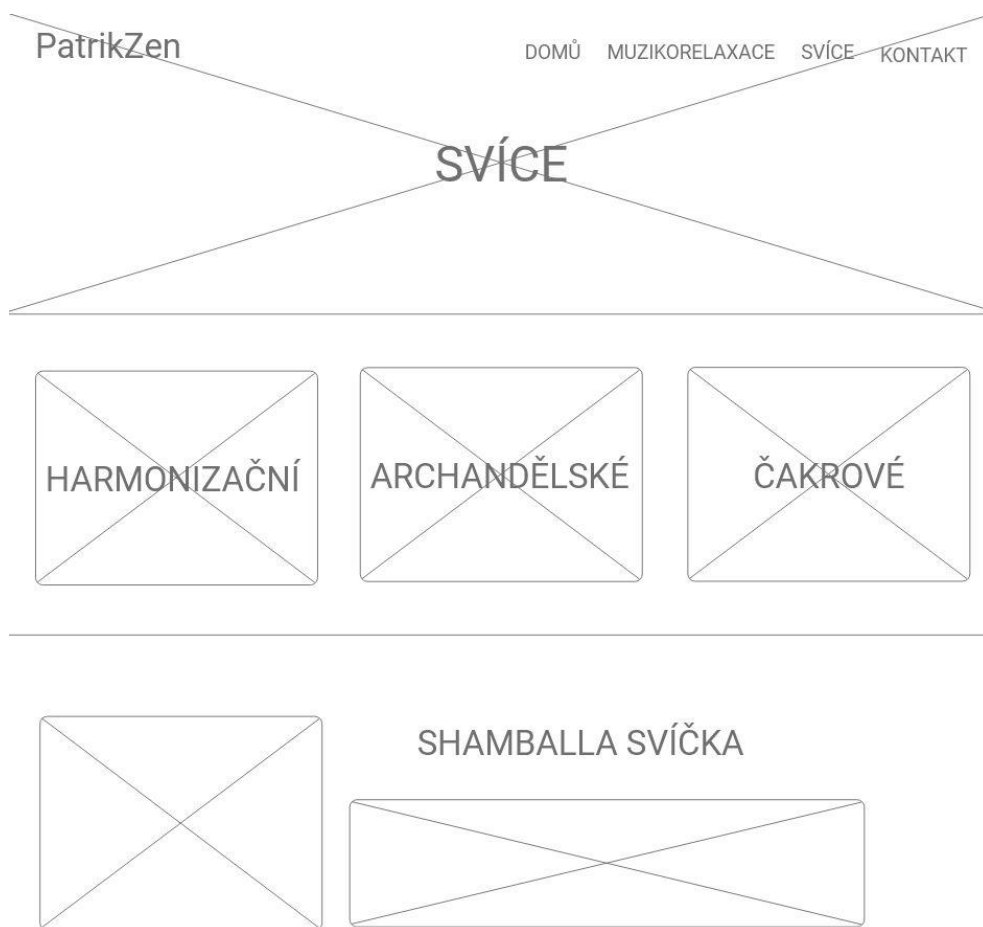 PatrikZen
DOMŮ MUZIKORELAXACE SVÍCE KONTAKT
SVÍCE
HARMONIZAČNÍ
ARCHANDĚLSKÉ
ČAKROVÉ
SHAMBALLA SVÍČKA